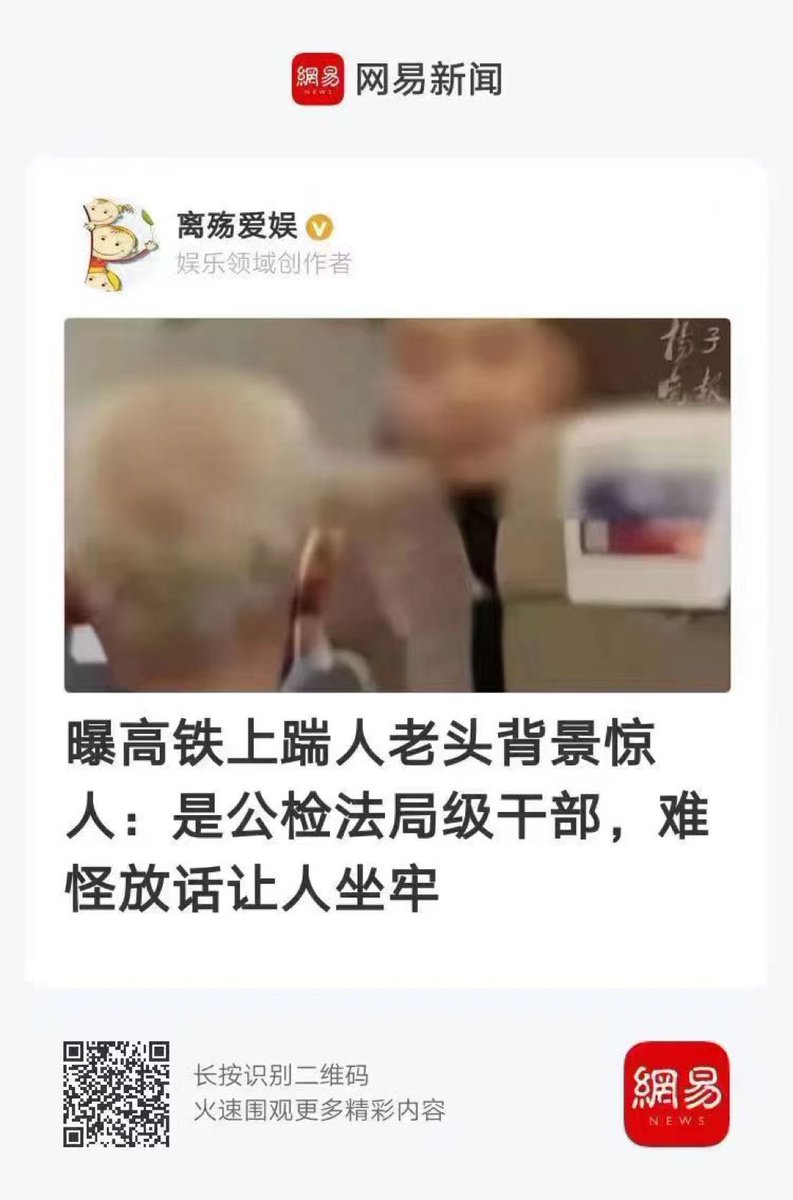 網易
NEWS
网易新闻
离殇爱娱
V
娱乐领域创作者
扬子
晚报
曝高铁上踹人老头背景惊
人：是公检法局级干部，难
怪放话让人坐牢
长按识别二维码
火速围观更多精彩内容
網易
NEWS